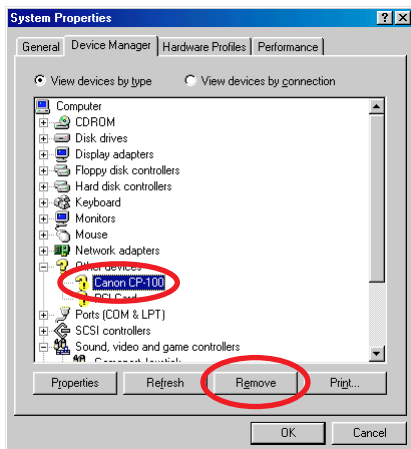 System Properties
General Device Manager Hardware Profiles Performance
View devices by type View devices by connection
Computer
CDROM
Disk drives
Display adapters
Floppy disk controllers
Hard disk controllers
Keyboard
Monitors
Mouse
Network adapters
Other devices
Canon CP-100
PCI Card
Ports (COM & LPT)
SCSI controllers
Sound, video and game controllers
Gameport Joystick
Properties Refresh Remove Print...
OK Cancel